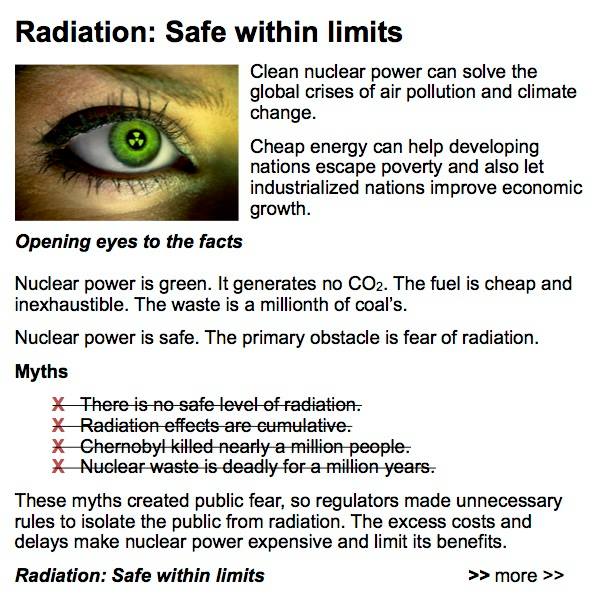 Radiation: Safe within limits
Clean nuclear power can solve the
global crises of air pollution and climate
change.
Cheap energy can help developing
nations escape poverty and also let
industrialized nations improve economic
growth.
Opening eyes to the facts
Nuclear power is green. It generates no CO₂. The fuel is cheap and
inexhaustible. The waste is a millionth of coal’s.
Nuclear power is safe. The primary obstacle is fear of radiation.
Myths
X There is no safe level of radiation.
X Radiation effects are cumulative.
X Chernobyl killed nearly a million people.
X Nuclear waste is deadly for a million years.
These myths created public fear, so regulators made unnecessary
rules to isolate the public from radiation. The excess costs and
delays make nuclear power expensive and limit its benefits.
Radiation: Safe within limits >> more >>